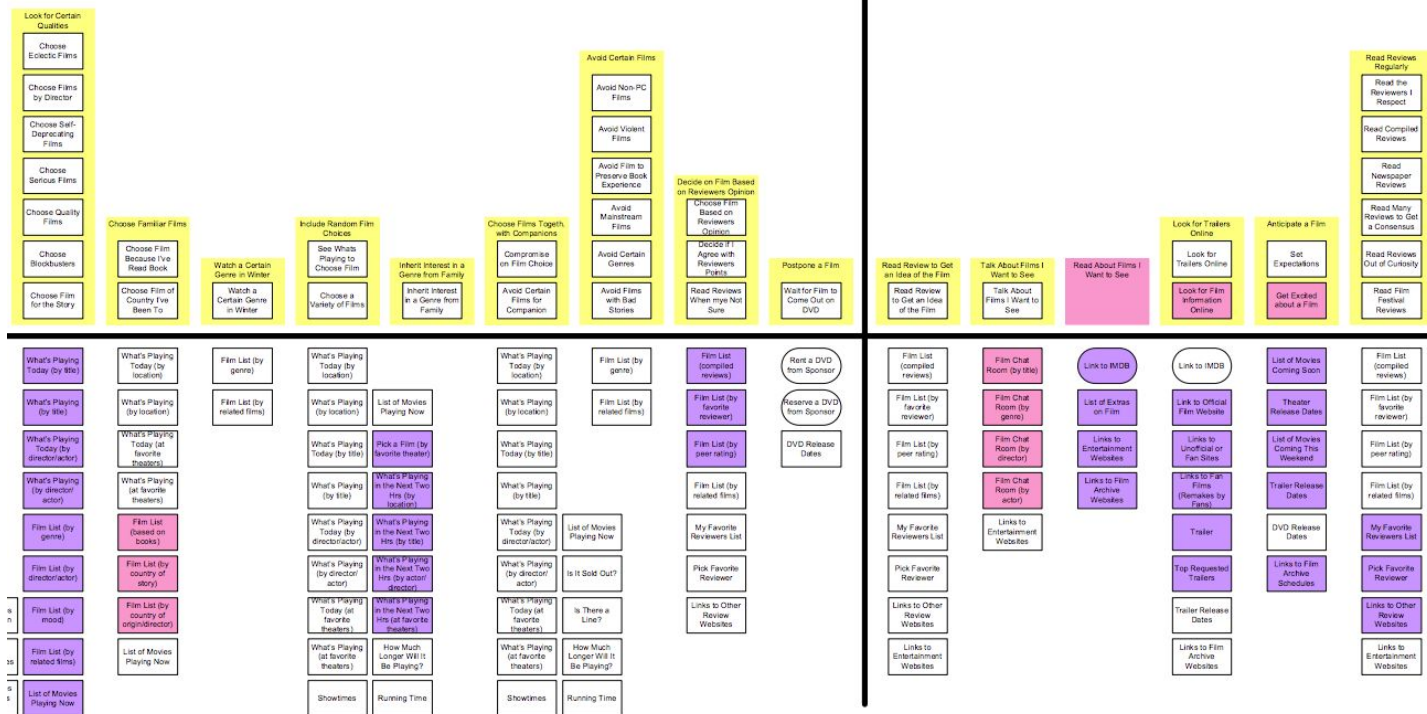 Look for Certain
Qualities
Choose
Eclectic Films
Choose Films
by Director
Choose Self-
Deprecating
Films
Choose
Serious Films
Choose Quality
Films
Choose
Blockbusters
Choose Film
for the Story
Choose Familiar Films
Choose Film
Because I've
Read Book
Choose Film of
Country I've
Been To
Watch a Certain
Genre in Winter
Watch a
Certain Genre
in Winter
Include Random Film
Choices
See Whats
Playing to
Choose Film
Choose a
Variety of Films
Inherit Interest in a
Genre from Family
Inherit Interest
in a Genre from
Family
Choose Films Togeth,
with Companions
Compromise
on Film Choice
Avoid Certain
Films for
Companion
Avoid Certain Films
Avoid Non-PC
Films
Avoid Violent
Films
Avoid Film to
Preserve Book
Experience
Avoid
Mainstream
Films
Avoid Certain
Genres
Avoid Films
with Bad
Stories
Decide on Film Based
on Reviewers Opinion
Choose Film
Based on
Reviewers
Opinion
Decide if I
Agree with
Reviewers
Points
Read Reviews
When mye Not
Sure
Postpone a Film
Wait for Film to
Come Out on
DVD
Read Review to Get
an Idea of the Film
Read Review
to Get an Idea
of the Film
Talk About Films I
Want to See
Talk About
Films I Want to
See
Read About Films I
Want to See
Look for Trailers
Online
Look for
Trailers Online
Look for Film
Information
Online
Anticipate a Film
Set
Expectations
Get Excited
about a Film
Read Reviews
Regularly
Read the
Reviewers I
Respect
Read Compiled
Reviews
Read
Newspaper
Reviews
Read Many
Reviews to Get
a Consensus
Read Reviews
Out of Curiosity
Read Film
Festival
Reviews
What's Playing
Today (by title)
What's Playing
(by title)
What's Playing
Today (by
director/actor)
What's Playing
(by director/
actor)
Film List (by
genre)
Film List (by
director/actor)
Film List (by
mood)
Film List (by
related films)
List of Movies
Playing Now
What's Playing
Today (by
location)
What's Playing
(by location)
What's Playing
Today (at
favorite
theaters)
What's Playing
(at favorite
theaters)
Film List
(based on
books)
Film List (by
country of
story)
Film List (by
country of
origin/director)
List of Movies
Playing Now
Film List (by
genre)
Film List (by
related films)
What's Playing
Today (by
location)
What's Playing
(by location)
What's Playing
Today (by title)
What's Playing
(by title)
What's Playing
Today (by
director/actor)
What's Playing
(by director/
actor)
What's Playing
Today (at
favorite
theaters)
What's Playing
(at favorite
theaters)
Showtimes
List of Movies
Playing Now
Pick a Film (by
favorite theater)
What's Playing
in the Next Two
Hrs (by
location)
What's Playing
in the Next Two
Hrs (by title)
What's Playing
in the Next Two
Hrs (by actor/
director)
What's Playing
in the Next Two
Hrs (at favorite
theaters)
How Much
Longer Will It
Be Playing?
Running Time
What's Playing
Today (by
location)
What's Playing
(by location)
What's Playing
Today (by title)
What's Playing
(by title)
What's Playing
Today (by
director/actor)
What's Playing
(by director/
actor)
What's Playing
Today (at
favorite
theaters)
What's Playing
(at favorite
theaters)
Showtimes
Film List (by
genre)
Film List (by
related films)
List of Movies
Playing Now
Is It Sold Out?
Is There a
Line?
How Much
Longer Will It
Be Playing?
Running Time
Film List
(compiled
reviews)
Film List (by
favorite
reviewer)
Film List (by
peer rating)
Film List (by
related films)
My Favorite
Reviewers List
Pick Favorite
Reviewer
Links to Other
Review
Websites
Rent a DVD
from Sponsor
Reserve a DVD
from Sponsor
DVD Release
Dates
Film List
(compiled
reviews)
Film List (by
favorite
reviewer)
Film List (by
peer rating)
Film List (by
related films)
My Favorite
Reviewers List
Pick Favorite
Reviewer
Links to Other
Review
Websites
Links to
Entertainment
Websites
Film Chat
Room (by title)
Film Chat
Room (by
genre)
Film Chat
Room (by
director)
Film Chat
Room (by
actor)
Links to
Entertainment
Websites
Link to IMDB
List of Extras
on Film
Links to
Entertainment
Websites
Links to Film
Archive
Websites
Link to IMDB
Link to Official
Film Website
Links to
Unofficial or
Fan Sites
Links to Fan
Films
(Remakes by
Fans)
Trailer
Top Requested
Trailers
Trailer Release
Dates
Links to Film
Archive
Websites
List of Movies
Coming Soon
Theater
Release Dates
List of Movies
Coming This
Weekend
Trailer Release
Dates
DVD Release
Dates
Links to Film
Archive
Schedules
Film List
(compiled
reviews)
Film List (by
favorite
reviewer)
Film List (by
peer rating)
Film List (by
related films)
My Favorite
Reviewers List
Pick Favorite
Reviewer
Links to Other
Review
Websites
Links to
Entertainment
Websites